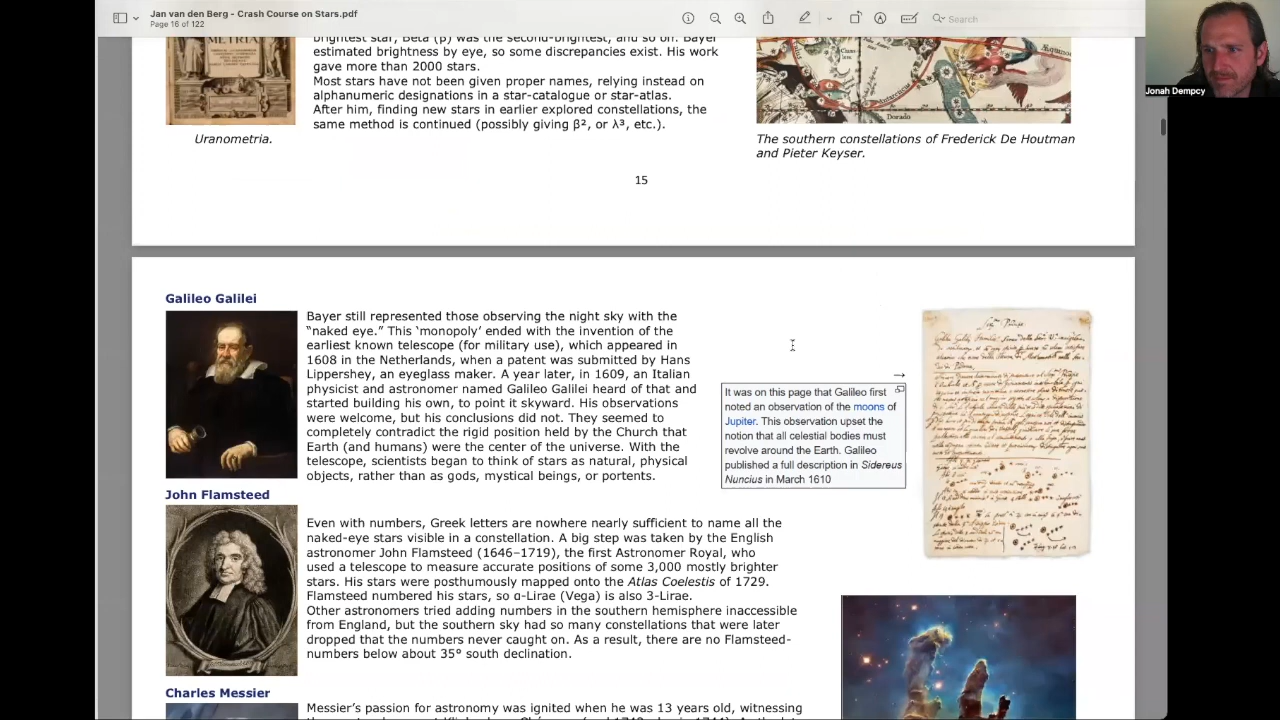 Jan van den Berg - Crash Course on Stars.pdf
Page 16 of 122
Search
Jonah Dempcy
METRIA
brightest star, Beta (β) was the second-brightest, and so on. Bayer
estimated brightness by eye, so some discrepancies exist. His work
gave more than 2000 stars.
Most stars have not been given proper names, relying instead on
alphanumeric designations in a star-catalogue or star-atlas.
After him, finding new stars in earlier explored constellations, the
same method is continued (possibly giving β², or λ³, etc.).
Uranometria.
Dorado
The southern constellations of Frederick De Houtman
and Pieter Keyser.
15
Galileo Galilei
Bayer still represented those observing the night sky with the
“naked eye.” This ‘monopoly’ ended with the invention of the
earliest known telescope (for military use), which appeared in
1608 in the Netherlands, when a patent was submitted by Hans
Lippershey, an eyeglass maker. A year later, in 1609, an Italian
physicist and astronomer named Galileo Galilei heard of that and
started building his own, to point it skyward. His observations
were welcome, but his conclusions did not. They seemed to
completely contradict the rigid position held by the Church that
Earth (and humans) were the center of the universe. With the
telescope, scientists began to think of stars as natural, physical
objects, rather than as gods, mystical beings, or portents.
→
It was on this page that Galileo first
noted an observation of the moons of
Jupiter. This observation upset the
notion that all celestial bodies must
revolve around the Earth. Galileo
published a full description in Sidereus
Nuncius in March 1610
John Flamsteed
Even with numbers, Greek letters are nowhere nearly sufficient to name all the
naked-eye stars visible in a constellation. A big step was taken by the English
astronomer John Flamsteed (1646–1719), the first Astronomer Royal, who
used a telescope to measure accurate positions of some 3,000 mostly brighter
stars. His stars were posthumously mapped onto the Atlas Coelestis of 1729.
Flamsteed numbered his stars, so α-Lirae (Vega) is also 3-Lirae.
Other astronomers tried adding numbers in the southern hemisphere inaccessible
from England, but the southern sky had so many constellations that were later
dropped that the numbers never caught on. As a result, there are no Flamsteed-
numbers below about 35° south declination.
Charles Messier
Messier’s passion for astronomy was ignited when he was 13 years old, witnessing